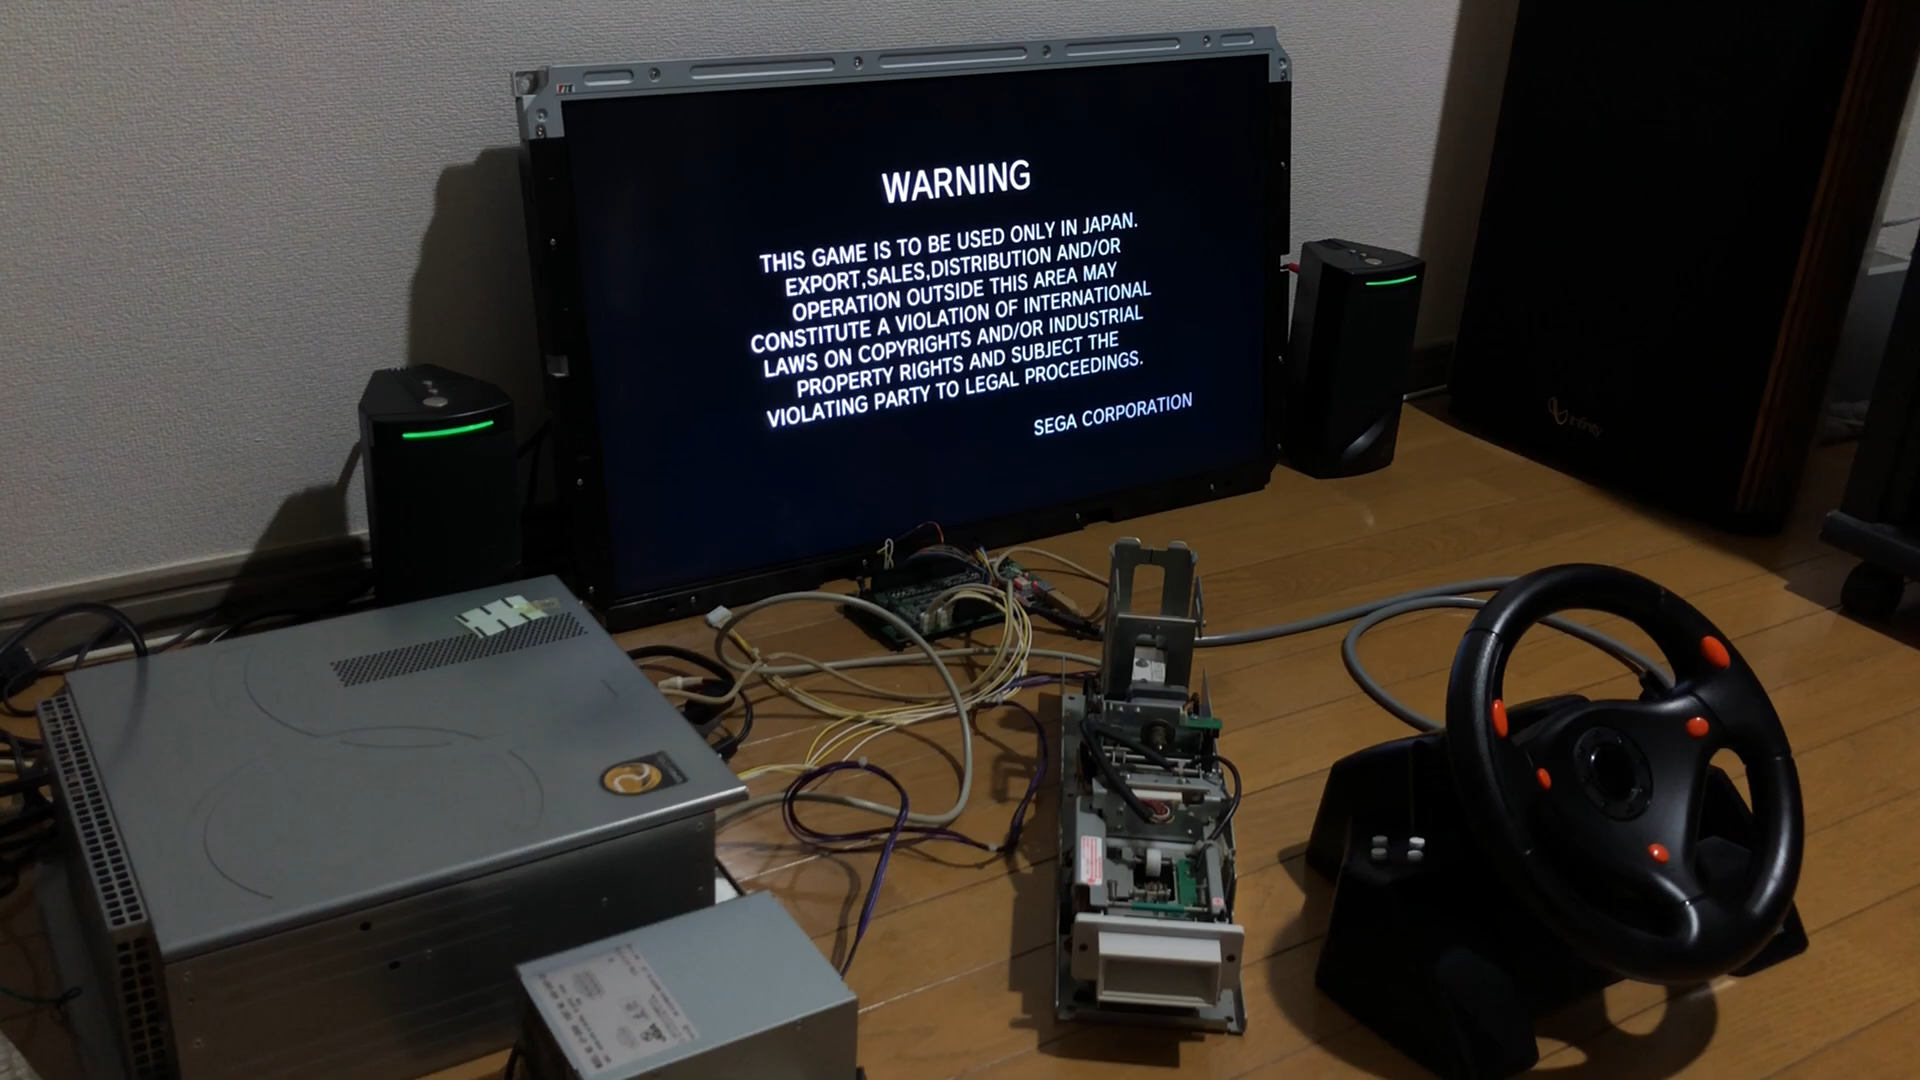 WARNING
THIS GAME IS TO BE USED ONLY IN JAPAN.
EXPORT,SALES,DISTRIBUTION AND/OR
OPERATION OUTSIDE THIS AREA MAY
CONSTITUTE A VIOLATION OF INTERNATIONAL
LAWS ON COPYRIGHTS AND/OR INDUSTRIAL
PROPERTY RIGHTS AND SUBJECT THE
VIOLATING PARTY TO LEGAL PROCEEDINGS.
SEGA CORPORATION
Infinity